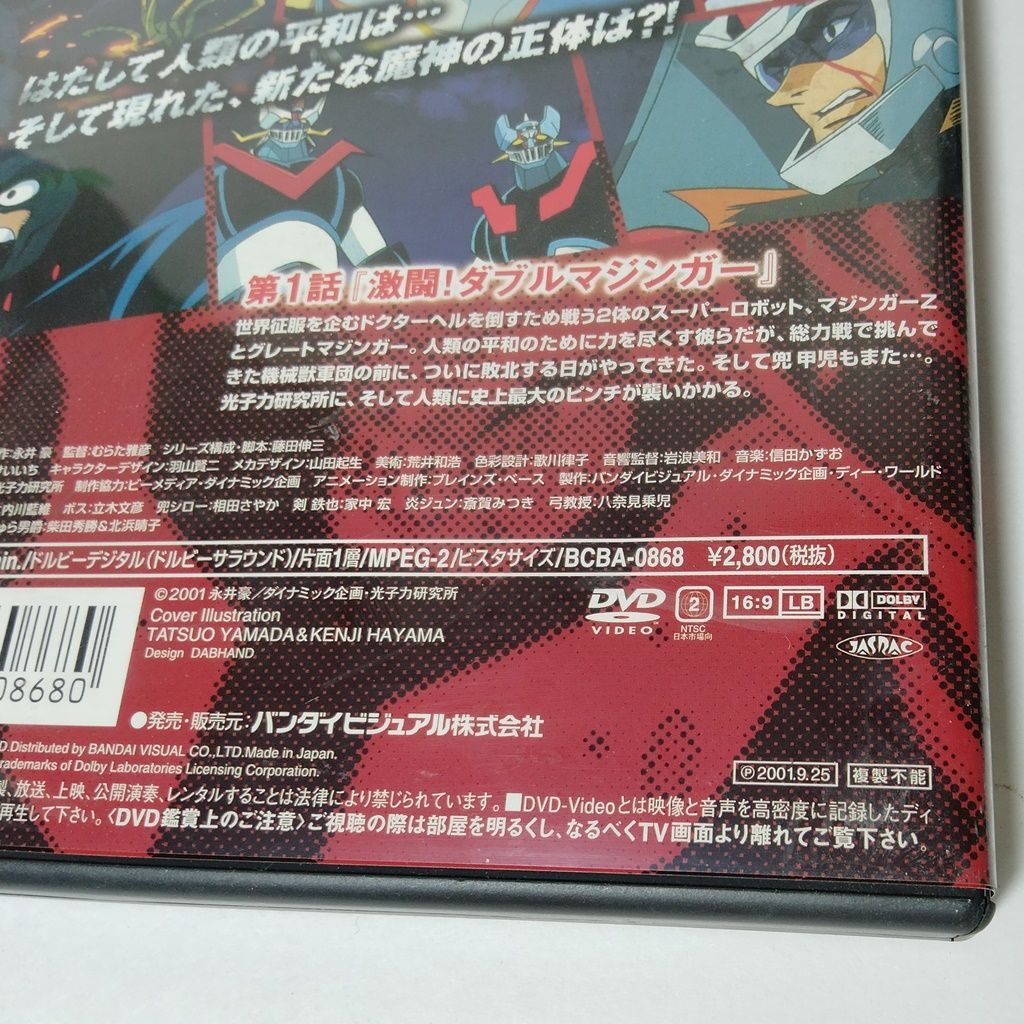 はたして人類の平和は…
そして現れた、新たな魔神の正体は?!
第1話『激闘!ダブルマジンガー』
世界征服を企むドクターヘルを倒すため戦う2体のスーパーロボット、マジンガーZ
とグレートマジンガー。人類の平和のために力を尽くす彼らだが、総力戦で挑んで
きた機械獣軍団の前に、ついに敗北する日がやってきた。そして兜 甲児もまた…。
光子力研究所に、そして人類に史上最大のピンチが襲いかかる。
作:永井 豪 監督:むらた雅彦 シリーズ構成・脚本:藤田伸三
けいいち キャラクターデザイン:羽山賢二 メカデザイン:山田起生 美術:荒井和浩 色彩設計:歌川律子 音響監督:岩浪美和 音楽:信田かずお
光子力研究所 制作協力:ビーメディア・ダイナミック企画 アニメーション制作:ブレインズ・ベース 製作:バンダイビジュアル・ダイナミック企画・ディー・ワールド
内川藍維 ボス:立木文彦 兜シロー:相田さやか 剣 鉄也:家中 宏 炎ジュン:斎賀みつき 弓教授:八奈見乗児
ゅら男爵:柴田秀勝&北浜晴子
in./ドルビーデジタル(ドルビーサラウンド)/片面1層/MPEG-2/ビスタサイズ/BCBA-0868 ¥2,800(税抜)
©2001 永井豪/ダイナミック企画・光子力研究所
Cover Illustration
TATSUO YAMADA&KENJI HAYAMA
Design DABHAND
DVD VIDEO
2
NTSC
日本市場向
16:9 LB
DOLBY DIGITAL
JASRAC
08680
●発売・販売元:バンダイビジュアル株式会社
D.Distributed by BANDAI VISUAL CO.,LTD.Made in Japan.
rademarks of Dolby Laboratories Licensing Corporation.
Ⓟ2001.9.25 複製不能
製、放送、上映、公開演奏、レンタルすることは法律により禁じられています。■DVD-Videoとは映像と音声を高密度に記録したディ
再生して下さい。〈DVD鑑賞上のご注意〉ご視聴の際は部屋を明るくし、なるべくTV画面より離れてご覧下さい。